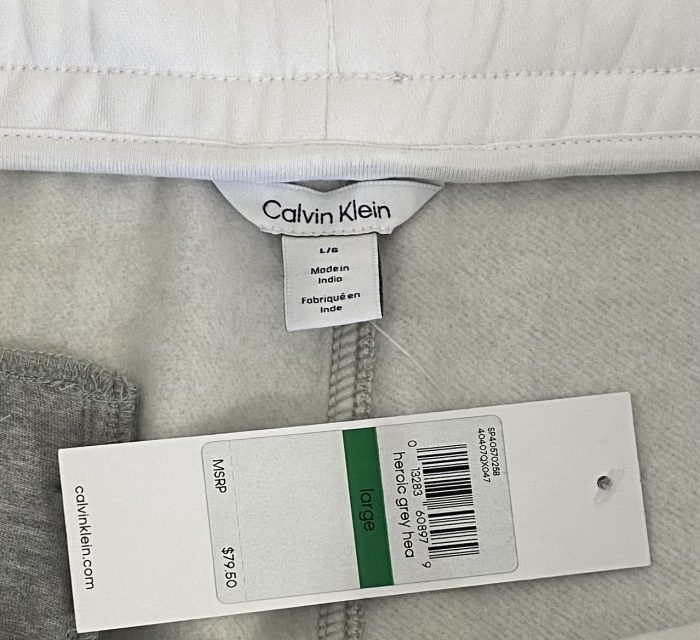 Calvin Klein
L/G
Made in
India
Fabriqué en
Inde
SP40570258
40407QX047
0 13283 60897 9
heroic grey hea
large
MSRP $79.50
calvinklein.com